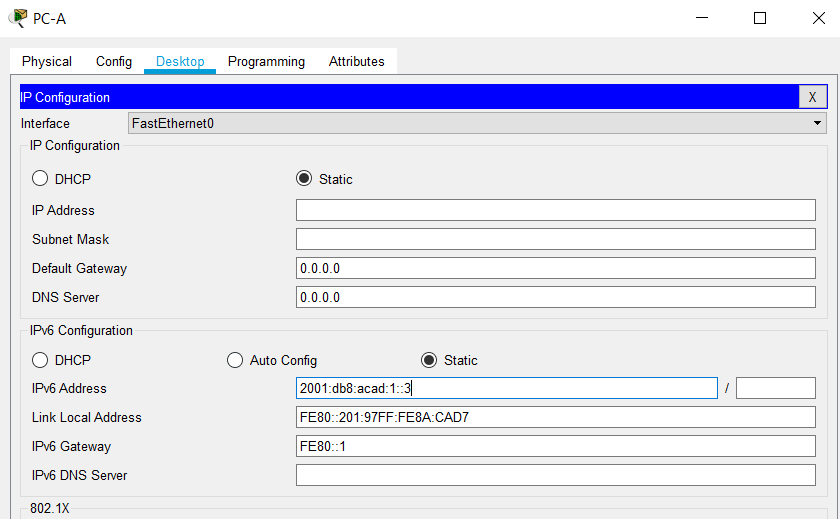 PC-A
Physical Config Desktop Programming Attributes
IP Configuration X
Interface FastEthernet0
IP Configuration
DHCP Static
IP Address
Subnet Mask
Default Gateway 0.0.0.0
DNS Server 0.0.0.0
IPv6 Configuration
DHCP Auto Config Static
IPv6 Address 2001:db8:acad:1::3 /
Link Local Address FE80::201:97FF:FE8A:CAD7
IPv6 Gateway FE80::1
IPv6 DNS Server
802.1X